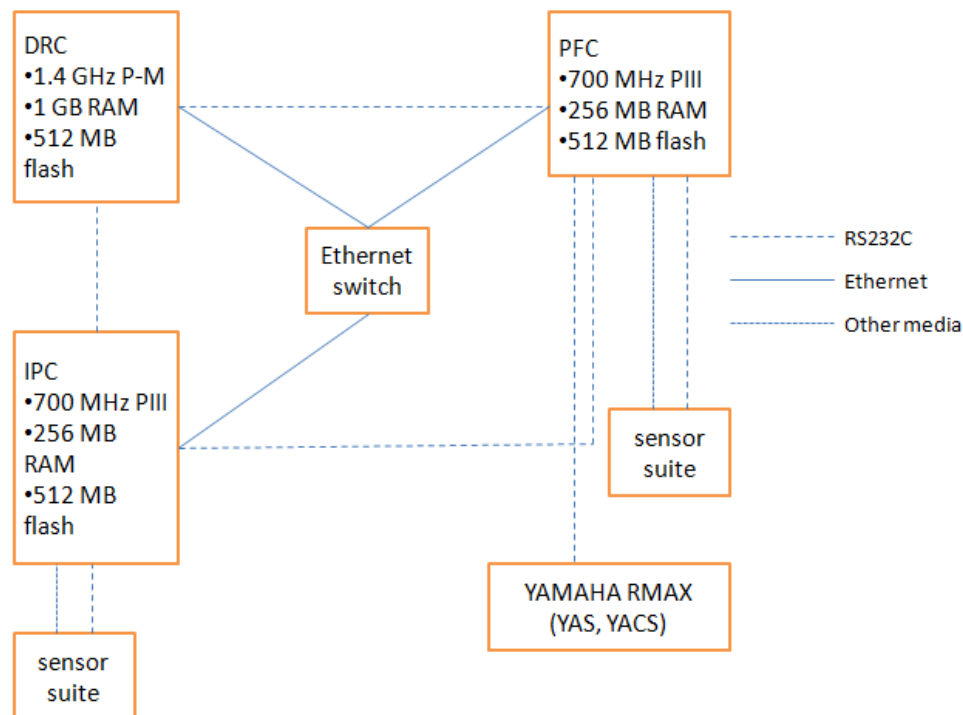 DRC
•1.4 GHz P-M
•1 GB RAM
•512 MB
flash
PFC
•700 MHz PIII
•256 MB RAM
•512 MB flash
Ethernet
switch
RS232C
Ethernet
Other media
IPC
•700 MHz PIII
•256 MB
RAM
•512 MB
flash
sensor
suite
YAMAHA RMAX
(YAS, YACS)
sensor
suite